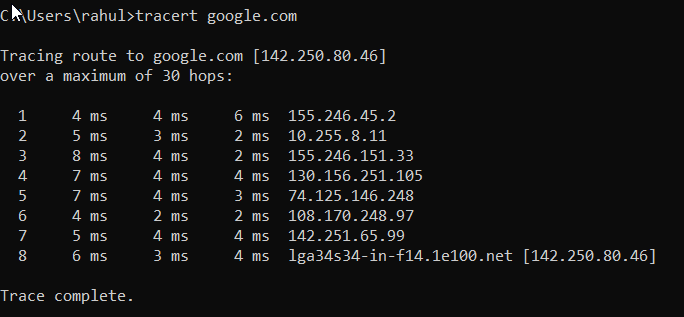 C:\Users\rahul>tracert google.com
Tracing route to google.com [142.250.80.46]
over a maximum of 30 hops:
1 4 ms 4 ms 6 ms 155.246.45.2
2 5 ms 3 ms 2 ms 10.255.8.11
3 8 ms 4 ms 2 ms 155.246.151.33
4 7 ms 4 ms 4 ms 130.156.251.105
5 7 ms 4 ms 3 ms 74.125.146.248
6 4 ms 2 ms 2 ms 108.170.248.97
7 5 ms 4 ms 4 ms 142.251.65.99
8 6 ms 3 ms 4 ms lga34s34-in-f14.1e100.net [142.250.80.46]
Trace complete.